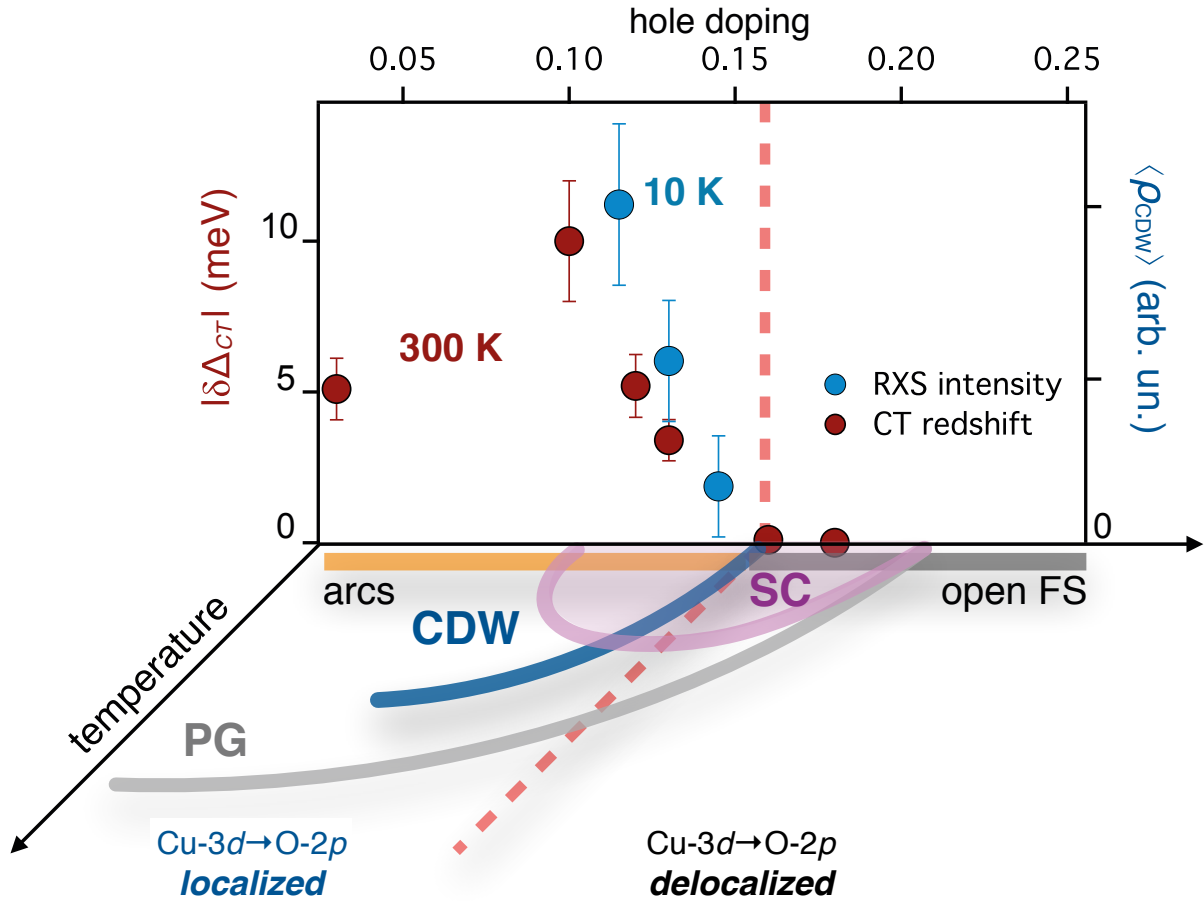 hole doping
0.05 0.10 0.15 0.20 0.25
|δΔCT| (meV)
10
5
0
10 K
300 K
RXS intensity
CT redshift
⟨ρCDW⟩ (arb. un.)
0
arcs
SC
open FS
CDW
temperature
PG
Cu-3d→O-2p
localized
Cu-3d→O-2p
delocalized